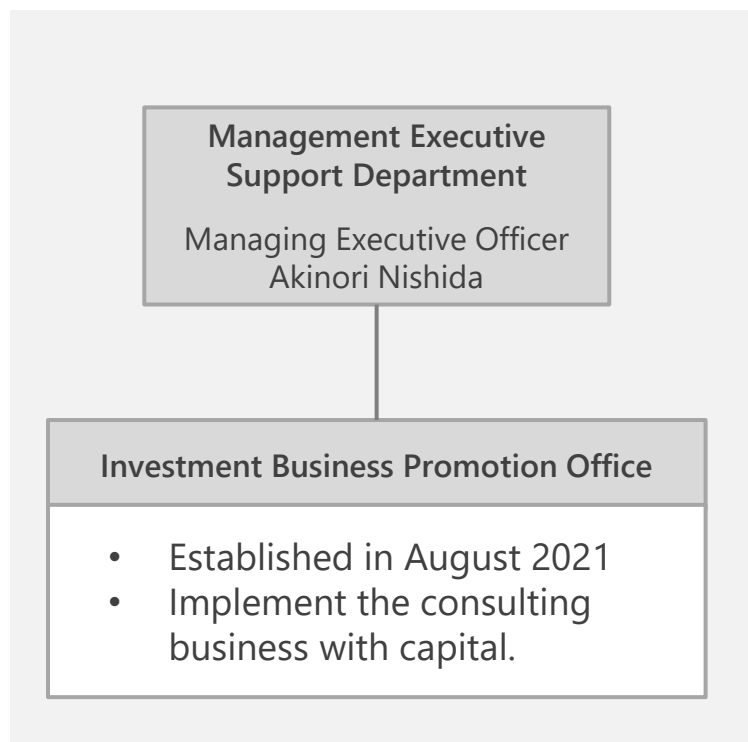 Management Executive
Support Department
Managing Executive Officer
Akinori Nishida
Investment Business Promotion Office
• Established in August 2021
• Implement the consulting
business with capital.